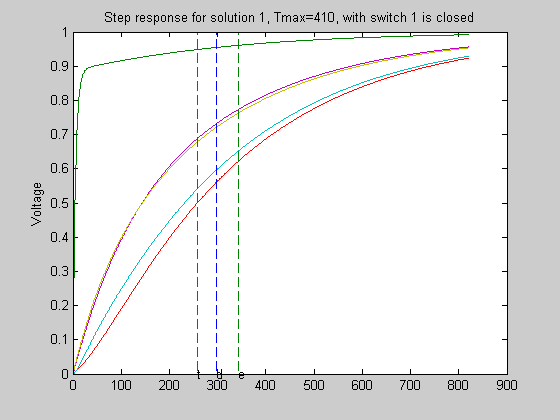 Step response for solution 1, Tmax=410, with switch 1 is closed
1
0.9
0.8
0.7
0.6
0.5
0.4
0.3
0.2
0.1
0
Voltage
t d e
0 100 200 300 400 500 600 700 800 900